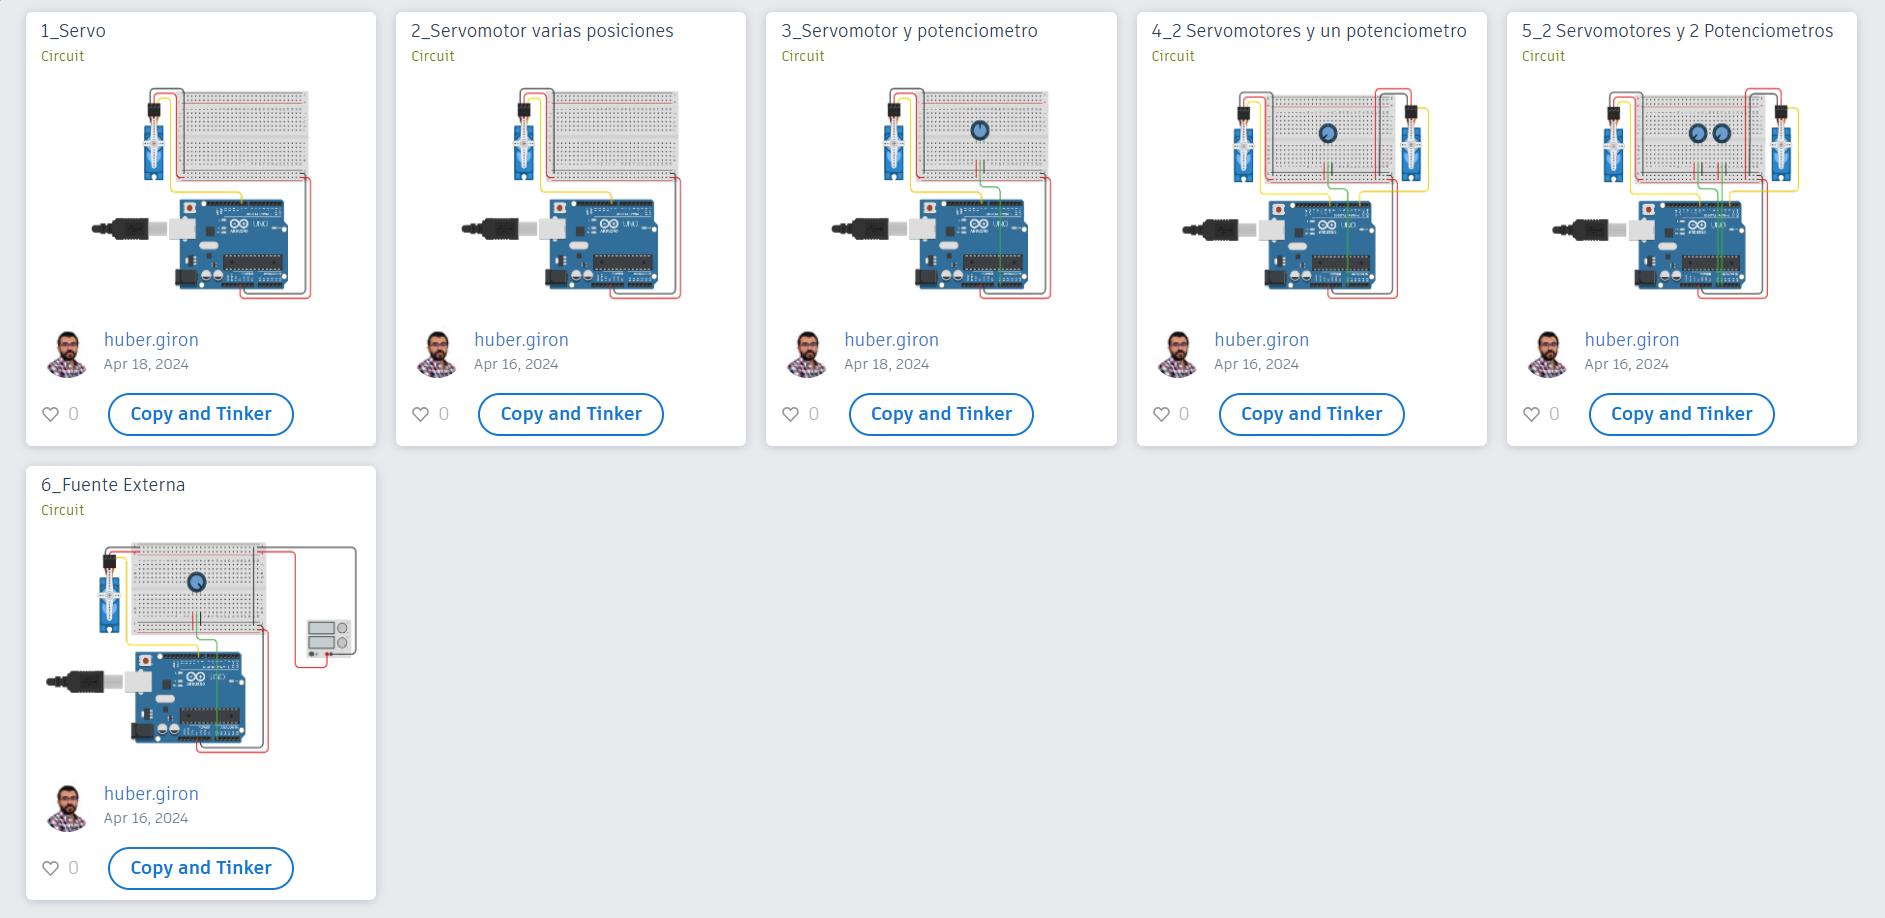 1_Servo
Circuit
huber.giron
Apr 18, 2024
0
Copy and Tinker
2_Servomotor varias posiciones
Circuit
huber.giron
Apr 16, 2024
0
Copy and Tinker
3_Servomotor y potenciometro
Circuit
huber.giron
Apr 18, 2024
0
Copy and Tinker
4_2 Servomotores y un potenciometro
Circuit
huber.giron
Apr 16, 2024
0
Copy and Tinker
5_2 Servomotores y 2 Potenciometros
Circuit
huber.giron
Apr 16, 2024
0
Copy and Tinker
6_Fuente Externa
Circuit
huber.giron
Apr 16, 2024
0
Copy and Tinker